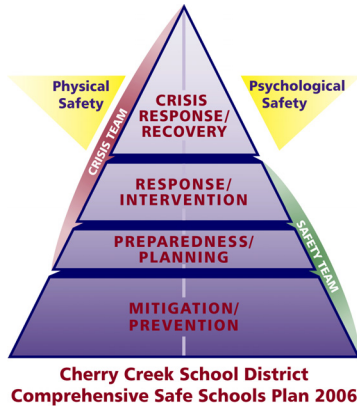 Physical
Safety
Psychological
Safety
CRISIS TEAM
CRISIS
RESPONSE/
RECOVERY
RESPONSE/
INTERVENTION
SAFETY TEAM
PREPAREDNESS/
PLANNING
MITIGATION/
PREVENTION
Cherry Creek School District
Comprehensive Safe Schools Plan 2006